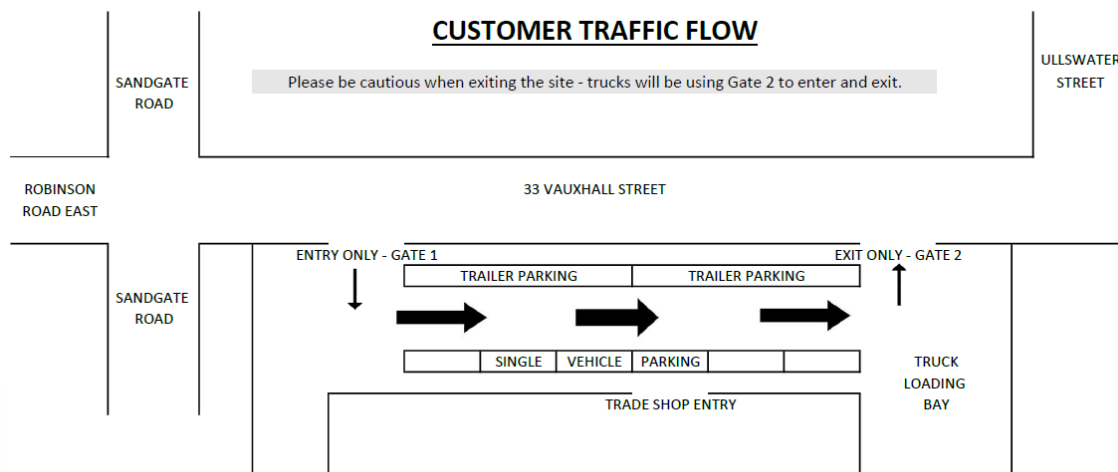 CUSTOMER TRAFFIC FLOW
Please be cautious when exiting the site - trucks will be using Gate 2 to enter and exit.
SANDGATE
ROAD
ULLSWATER
STREET
ROBINSON
ROAD EAST
33 VAUXHALL STREET
ENTRY ONLY - GATE 1
EXIT ONLY - GATE 2
TRAILER PARKING
TRAILER PARKING
SANDGATE
ROAD
SINGLE
VEHICLE
PARKING
TRUCK
LOADING
BAY
TRADE SHOP ENTRY